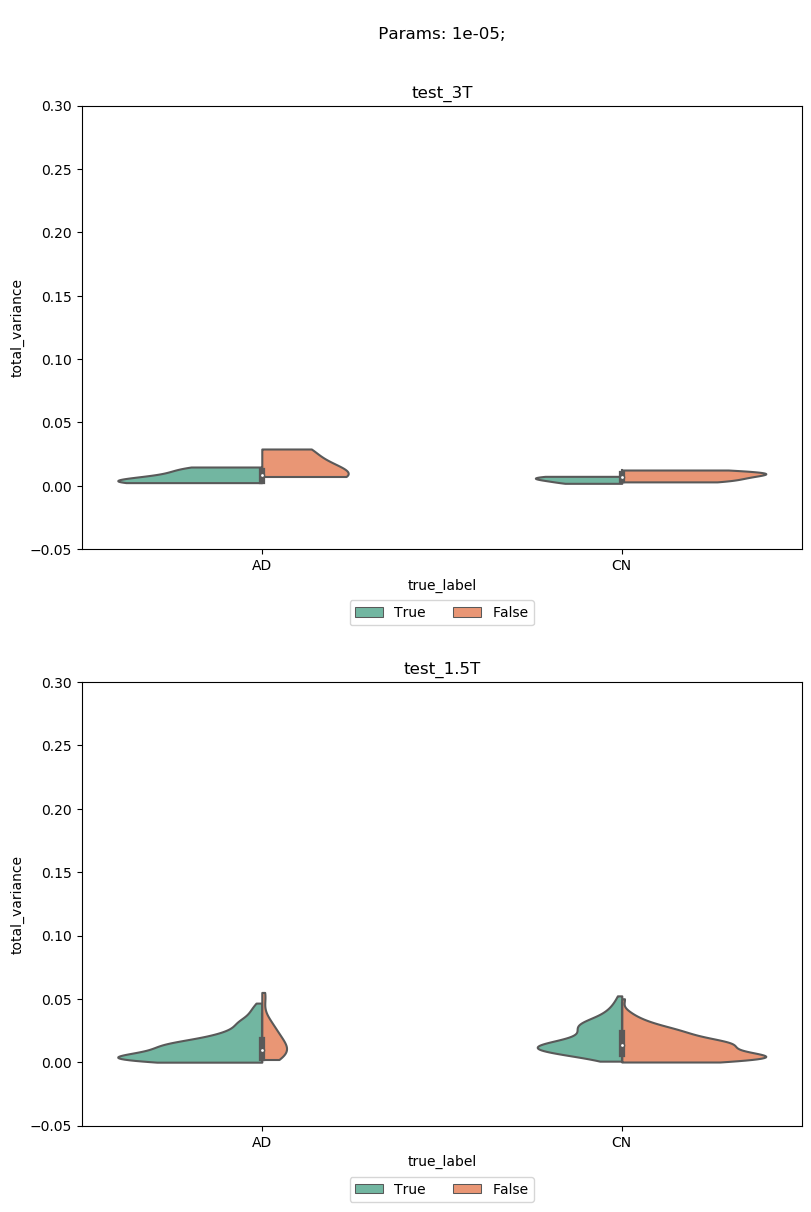 Params: 1e-05;
test_3T
0.30
0.25
0.20
0.15
0.10
0.05
0.00
−0.05
total_variance
AD CN
true_label
True False
test_1.5T
0.30
0.25
0.20
0.15
0.10
0.05
0.00
−0.05
total_variance
AD CN
true_label
True False